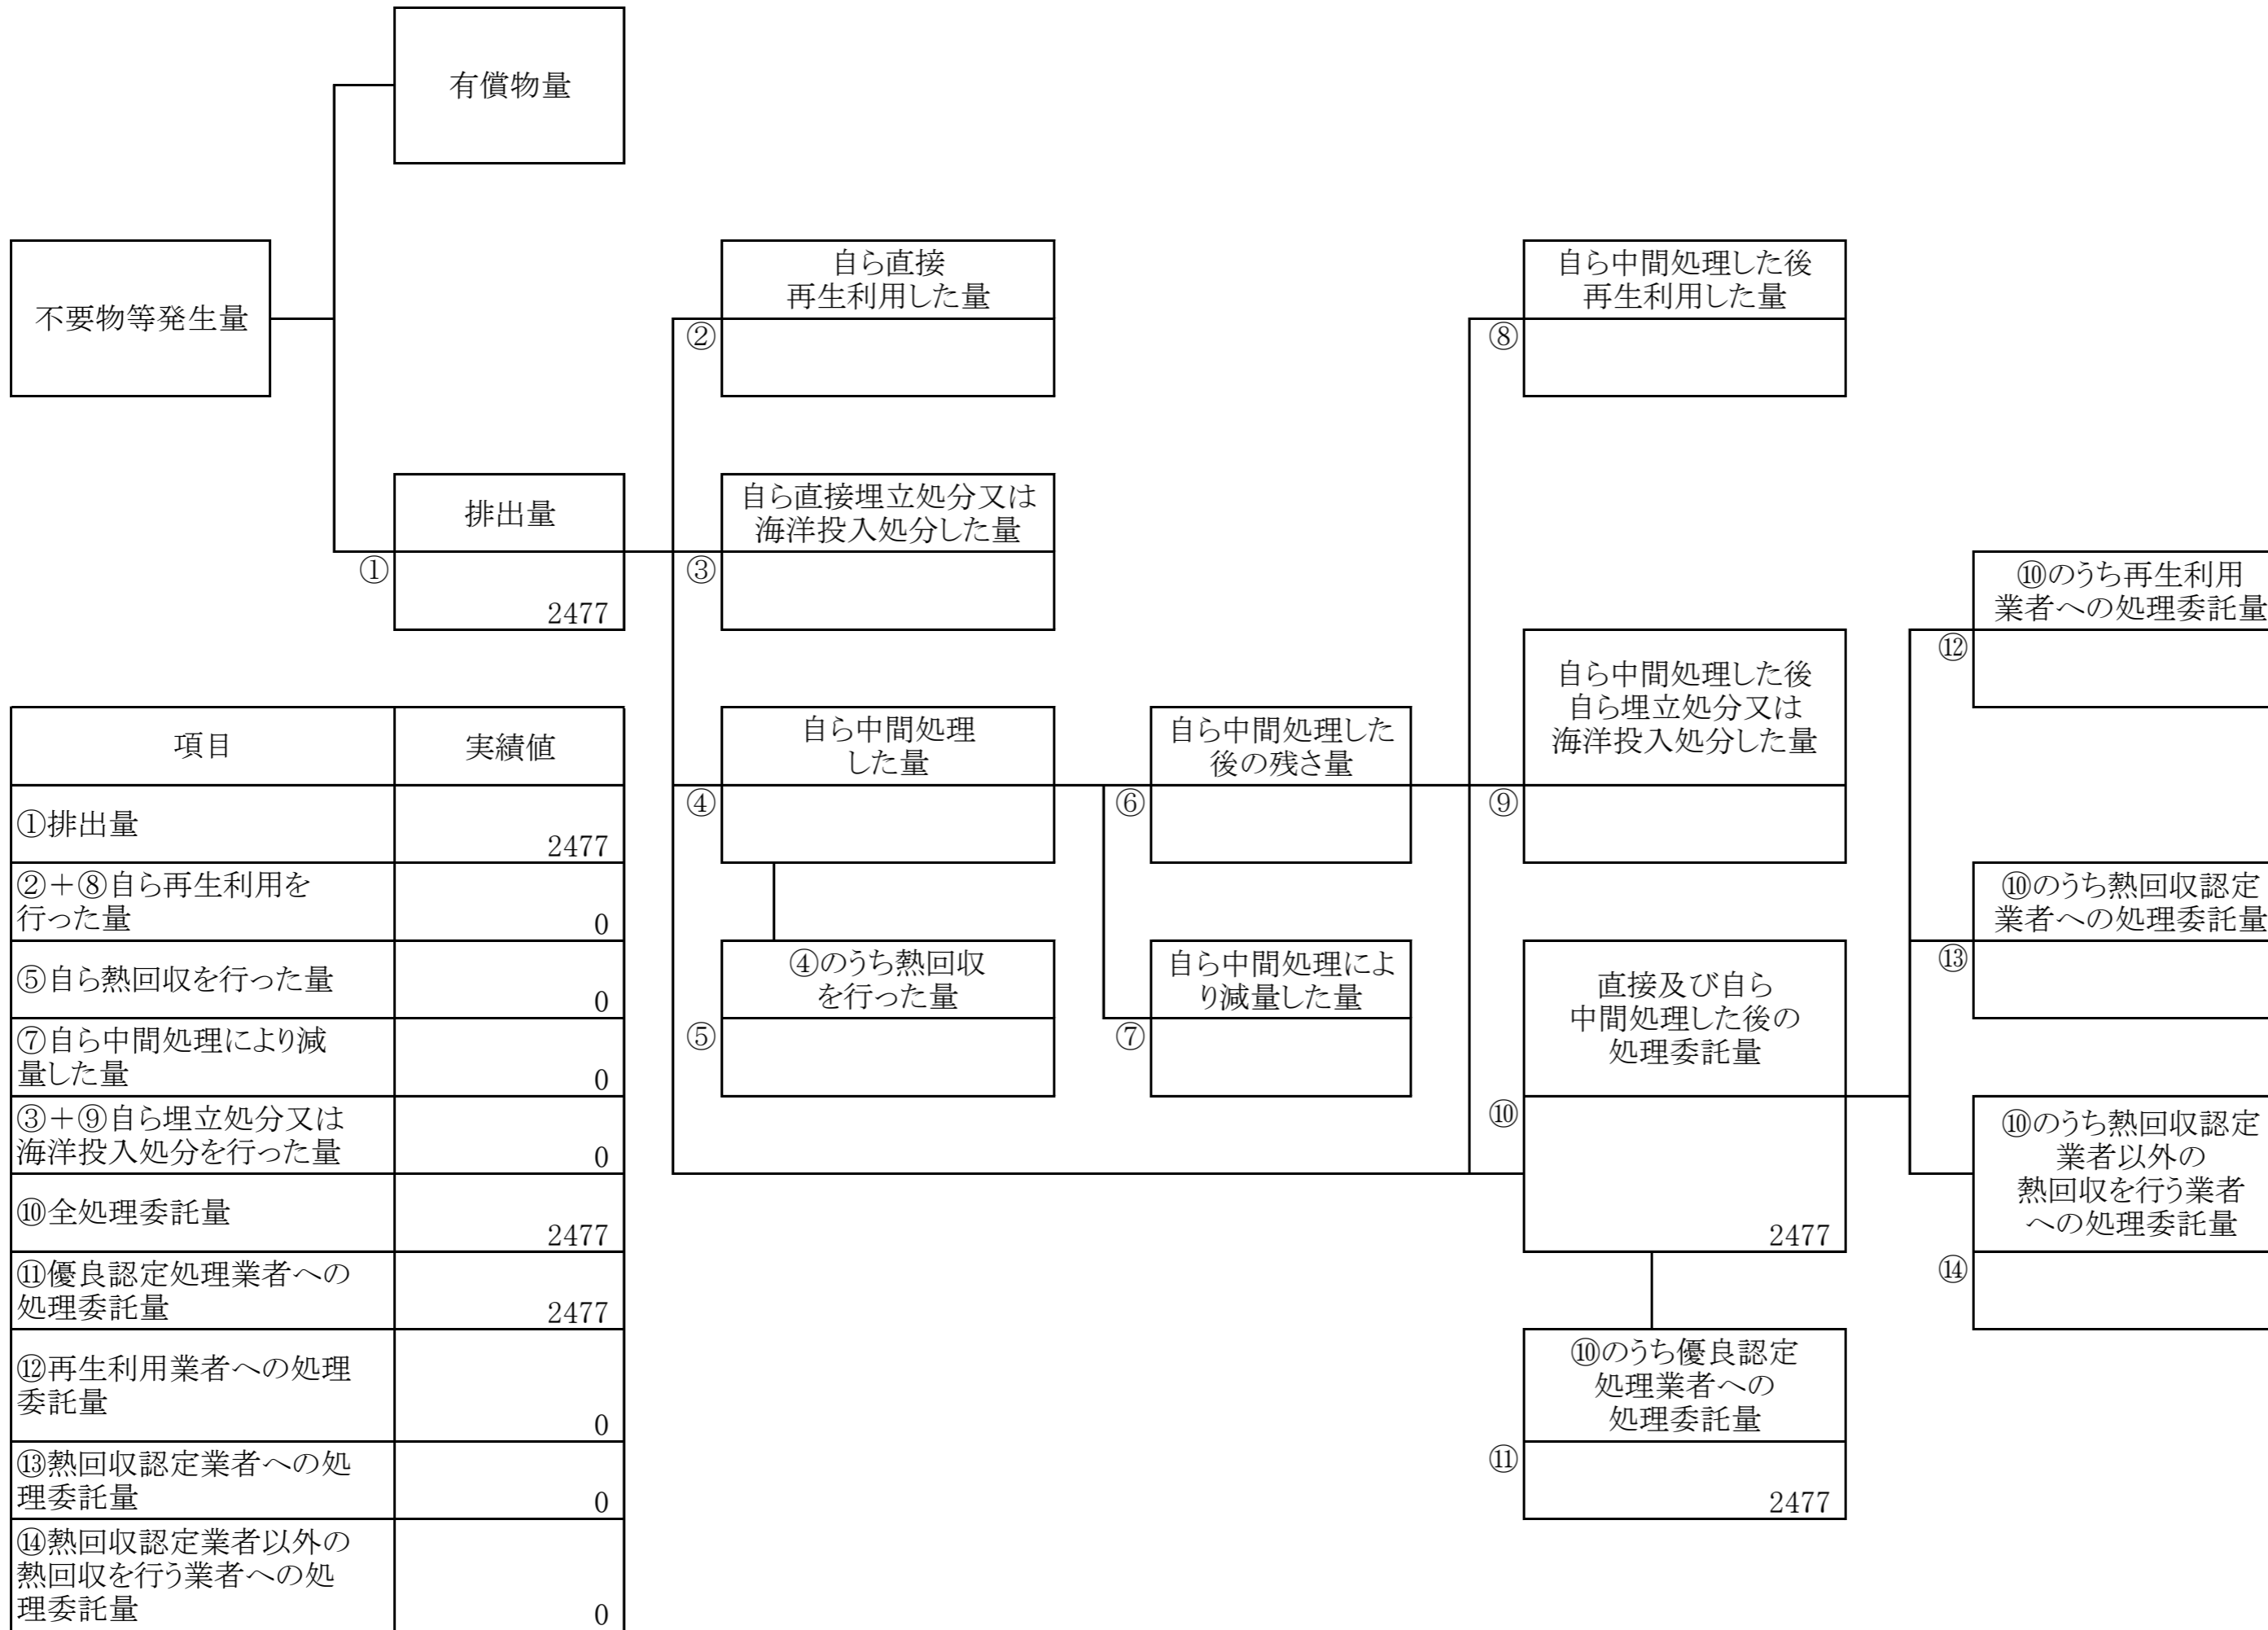 有償物量
不要物等発生量
自ら直接
再生利用した量
②
自ら中間処理した後
再生利用した量
⑧
排出量
①
2477
自ら直接埋立処分又は
海洋投入処分した量
③
⑩のうち再生利用
業者への処理委託量
⑫
自ら中間処理した後
自ら埋立処分又は
海洋投入処分した量
⑨
自ら中間処理
した量
④
自ら中間処理した
後の残さ量
⑥
⑩のうち熱回収認定
業者への処理委託量
⑬
④のうち熱回収
を行った量
⑤
自ら中間処理によ
り減量した量
⑦
直接及び自ら
中間処理した後の
処理委託量
⑩
2477
⑩のうち熱回収認定
業者以外の
熱回収を行う業者
への処理委託量
⑭
⑩のうち優良認定
処理業者への
処理委託量
⑪
2477
項目 実績値
①排出量
2477
②+⑧自ら再生利用を
行った量 0
⑤自ら熱回収を行った量
0
⑦自ら中間処理により減
量した量 0
③+⑨自ら埋立処分又は
海洋投入処分を行った量 0
⑩全処理委託量
2477
⑪優良認定処理業者への
処理委託量 2477
⑫再生利用業者への処理
委託量
0
⑬熱回収認定業者への処
理委託量 0
⑭熱回収認定業者以外の
熱回収を行う業者への処
理委託量 0